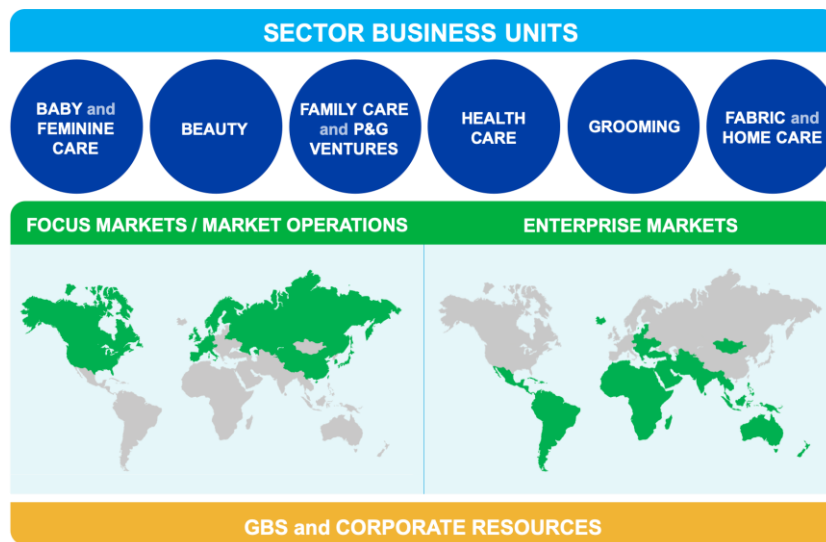 SECTOR BUSINESS UNITS
BABY and
FEMININE
CARE
BEAUTY
FAMILY CARE
and P&G
VENTURES
HEALTH
CARE
GROOMING
FABRIC and
HOME CARE
FOCUS MARKETS / MARKET OPERATIONS
ENTERPRISE MARKETS
GBS and CORPORATE RESOURCES